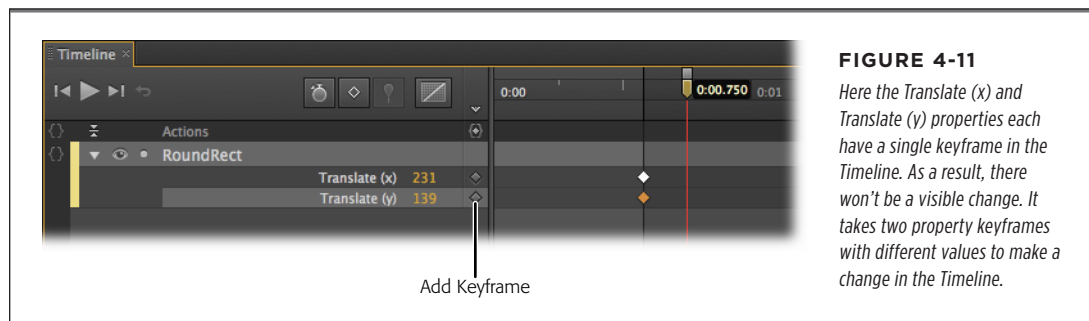 Timeline
0:00
0:00.750 0:01
Actions
RoundRect
Translate (x) 231
Translate (y) 139
Add Keyframe
FIGURE 4-11
Here the Translate (x) and
Translate (y) properties each
have a single keyframe in the
Timeline. As a result, there
won't be a visible change. It
takes two property keyframes
with different values to make a
change in the Timeline.